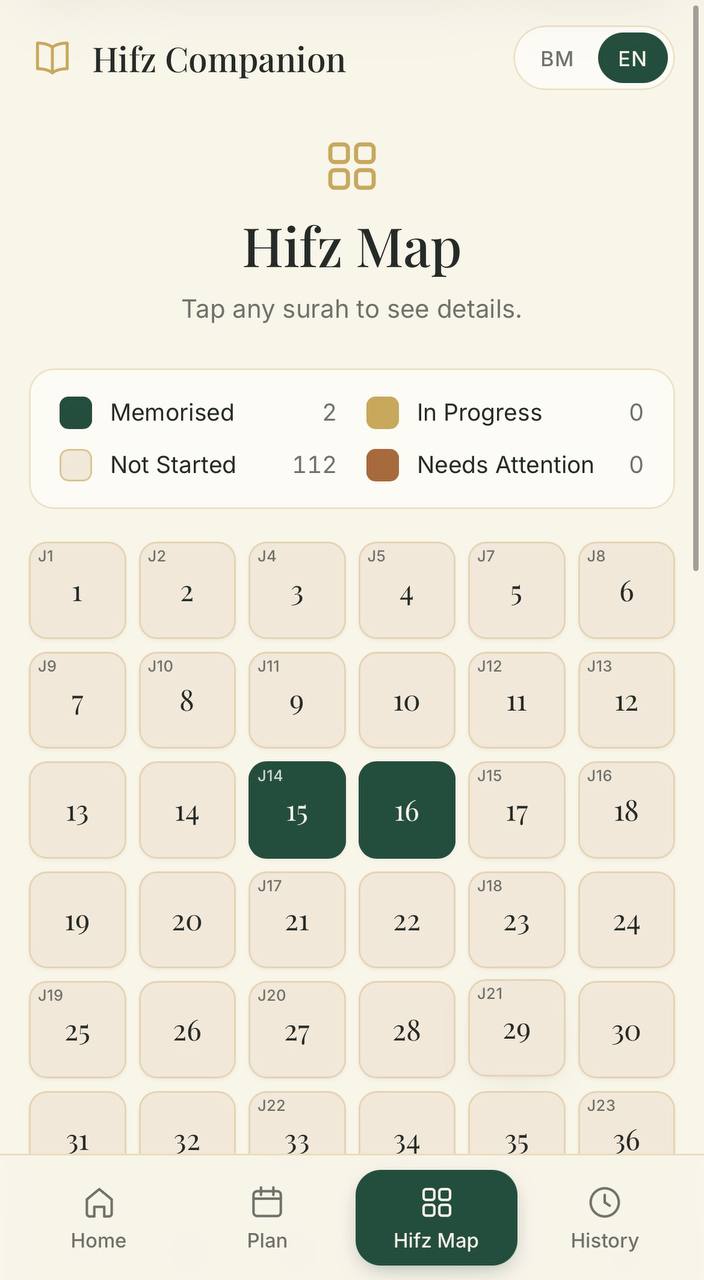 Hifz Companion
BM EN
Hifz Map
Tap any surah to see details.
Memorised 2 In Progress 0
Not Started 112 Needs Attention 0
J1 J2 J4 J5 J7 J8
1 2 3 4 5 6
J9 J10 J11 J12 J13
7 8 9 10 11 12
J14 J15 J16
13 14 15 16 17 18
J17 J18
19 20 21 22 23 24
J19 J20 J21
25 26 27 28 29 30
J22 J23
31 32 33 34 35 36
Home Plan Hifz Map History